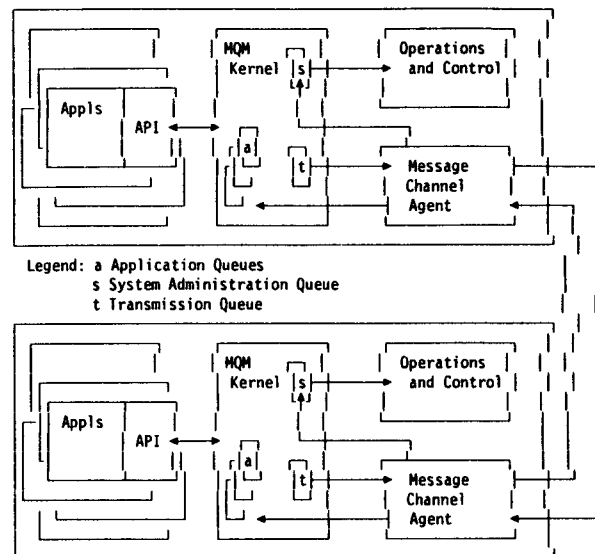 MQM
Kernel
s
Operations
and Control
Appls
API
a
t
Message
Channel
Agent
Legend: a Application Queues
s System Administration Queue
t Transmission Queue
MQM
Kernel
s
Operations
and Control
Appls
API
a
t
Message
Channel
Agent